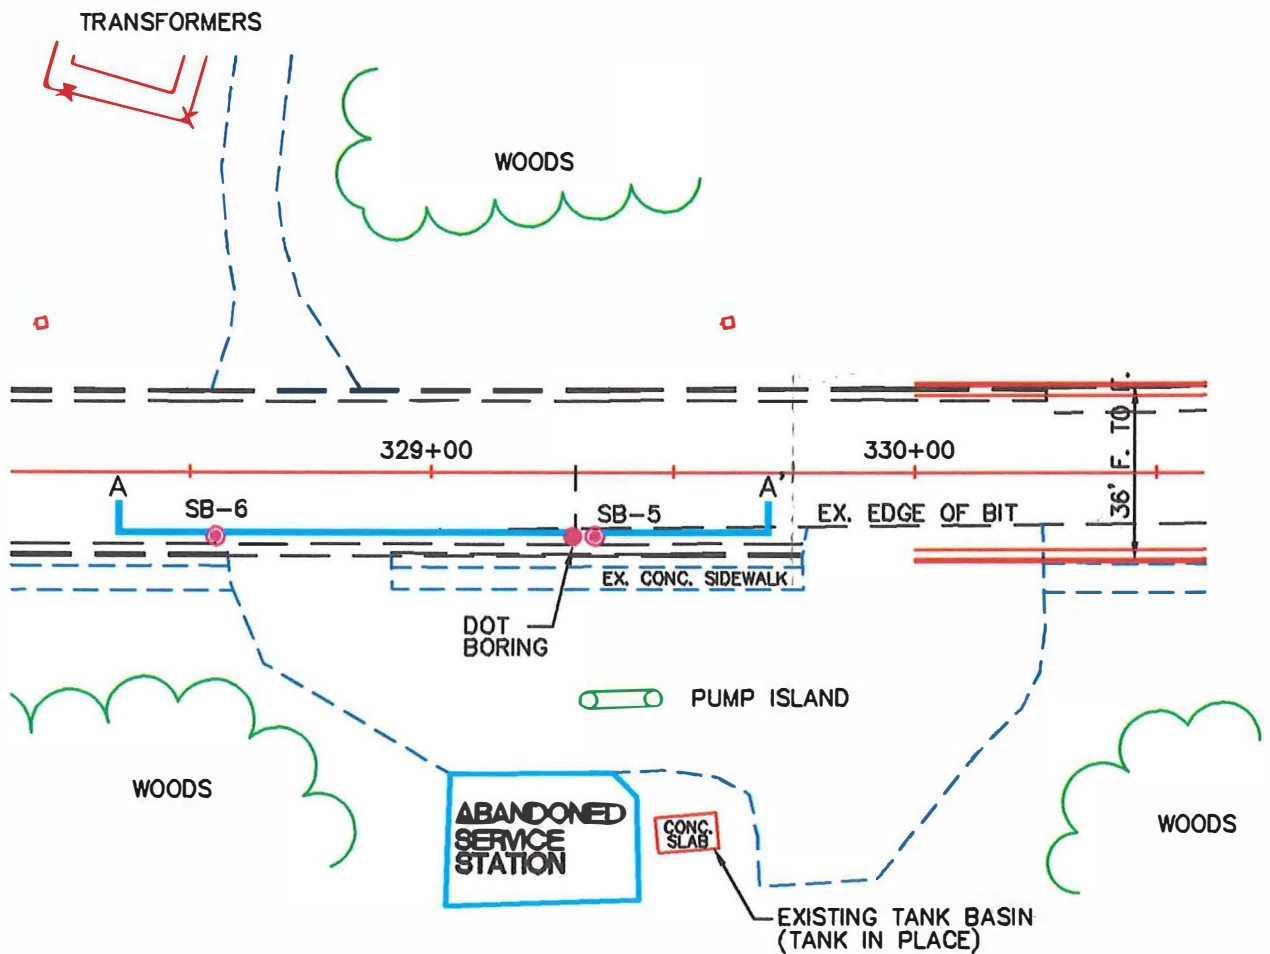 TRANSFORMERS
WOODS
329+00
330+00
36' F. TO F.
A
A'
SB-6
SB-5
EX. EDGE OF BIT
EX. CONC. SIDEWALK
DOT
BORING
PUMP ISLAND
WOODS
ABANDONED
SERVICE
STATION
CONC.
SLAB
WOODS
EXISTING TANK BASIN
(TANK IN PLACE)